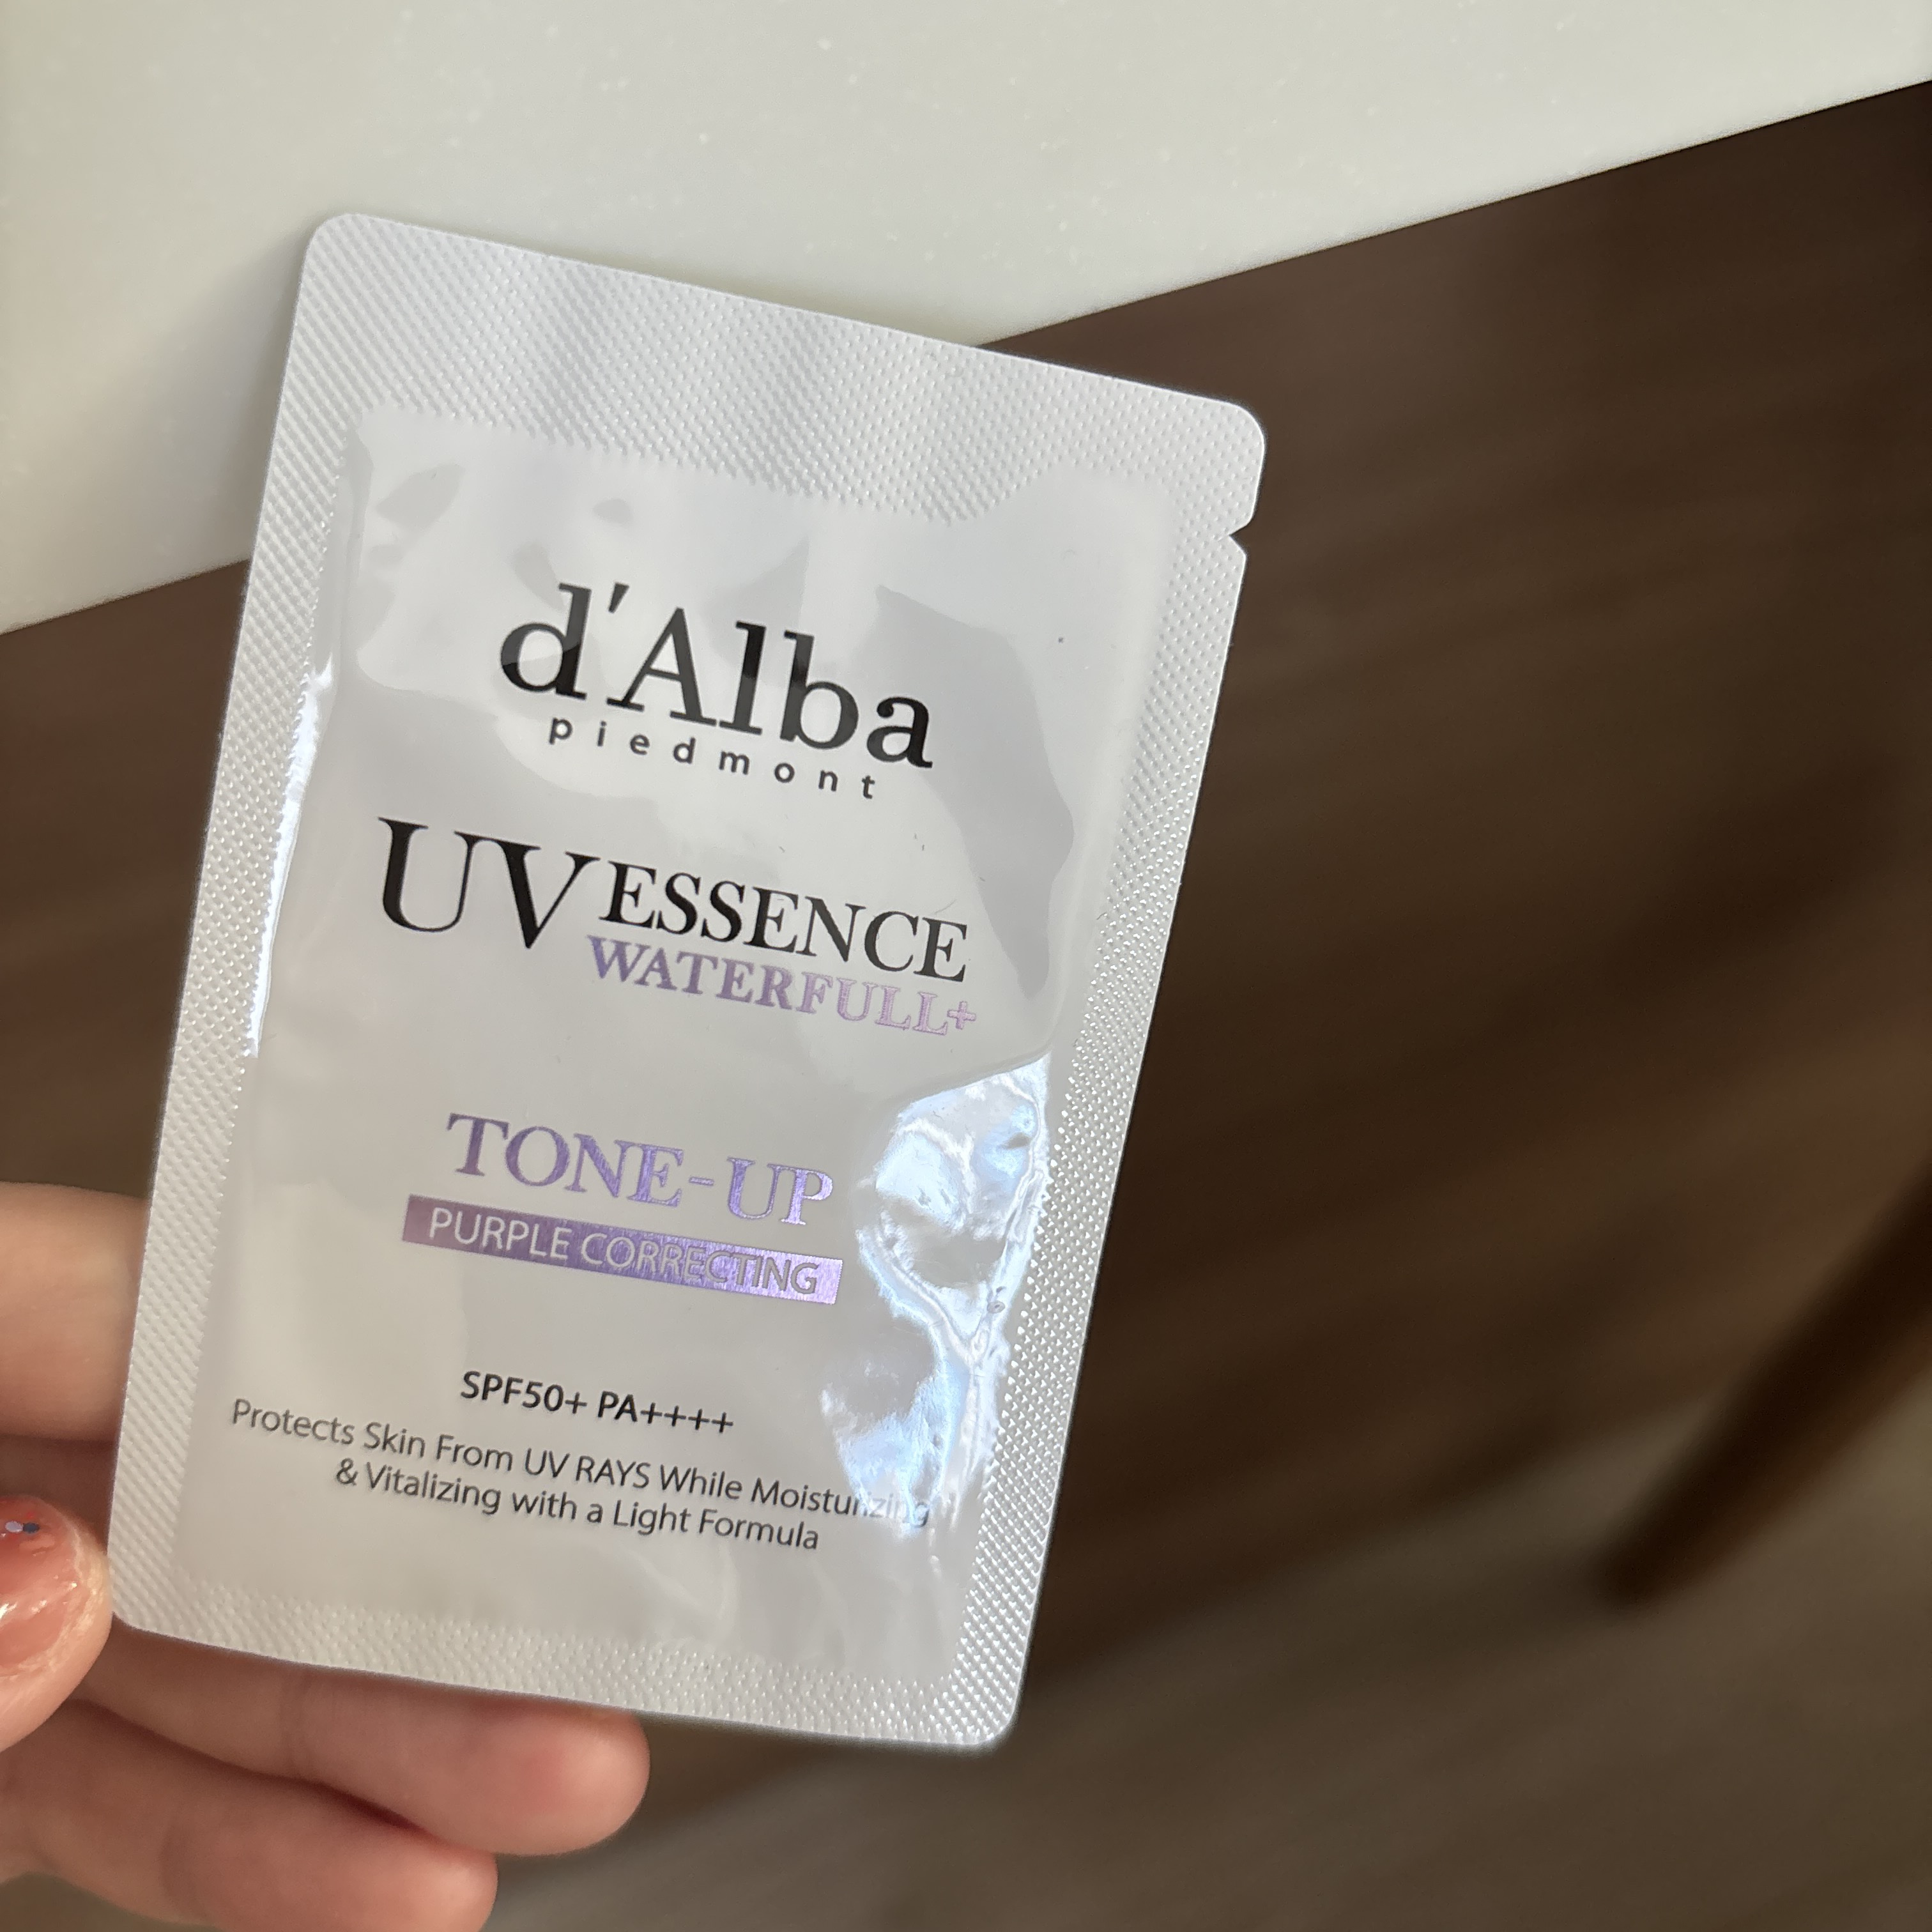 d'Alba
piedmont
UV ESSENCE
WATERFULL+
TONE-UP
PURPLE CORRECTING
SPF50+ PA++++
Protects Skin From UV RAYS While Moisturizing
& Vitalizing with a Light Formula